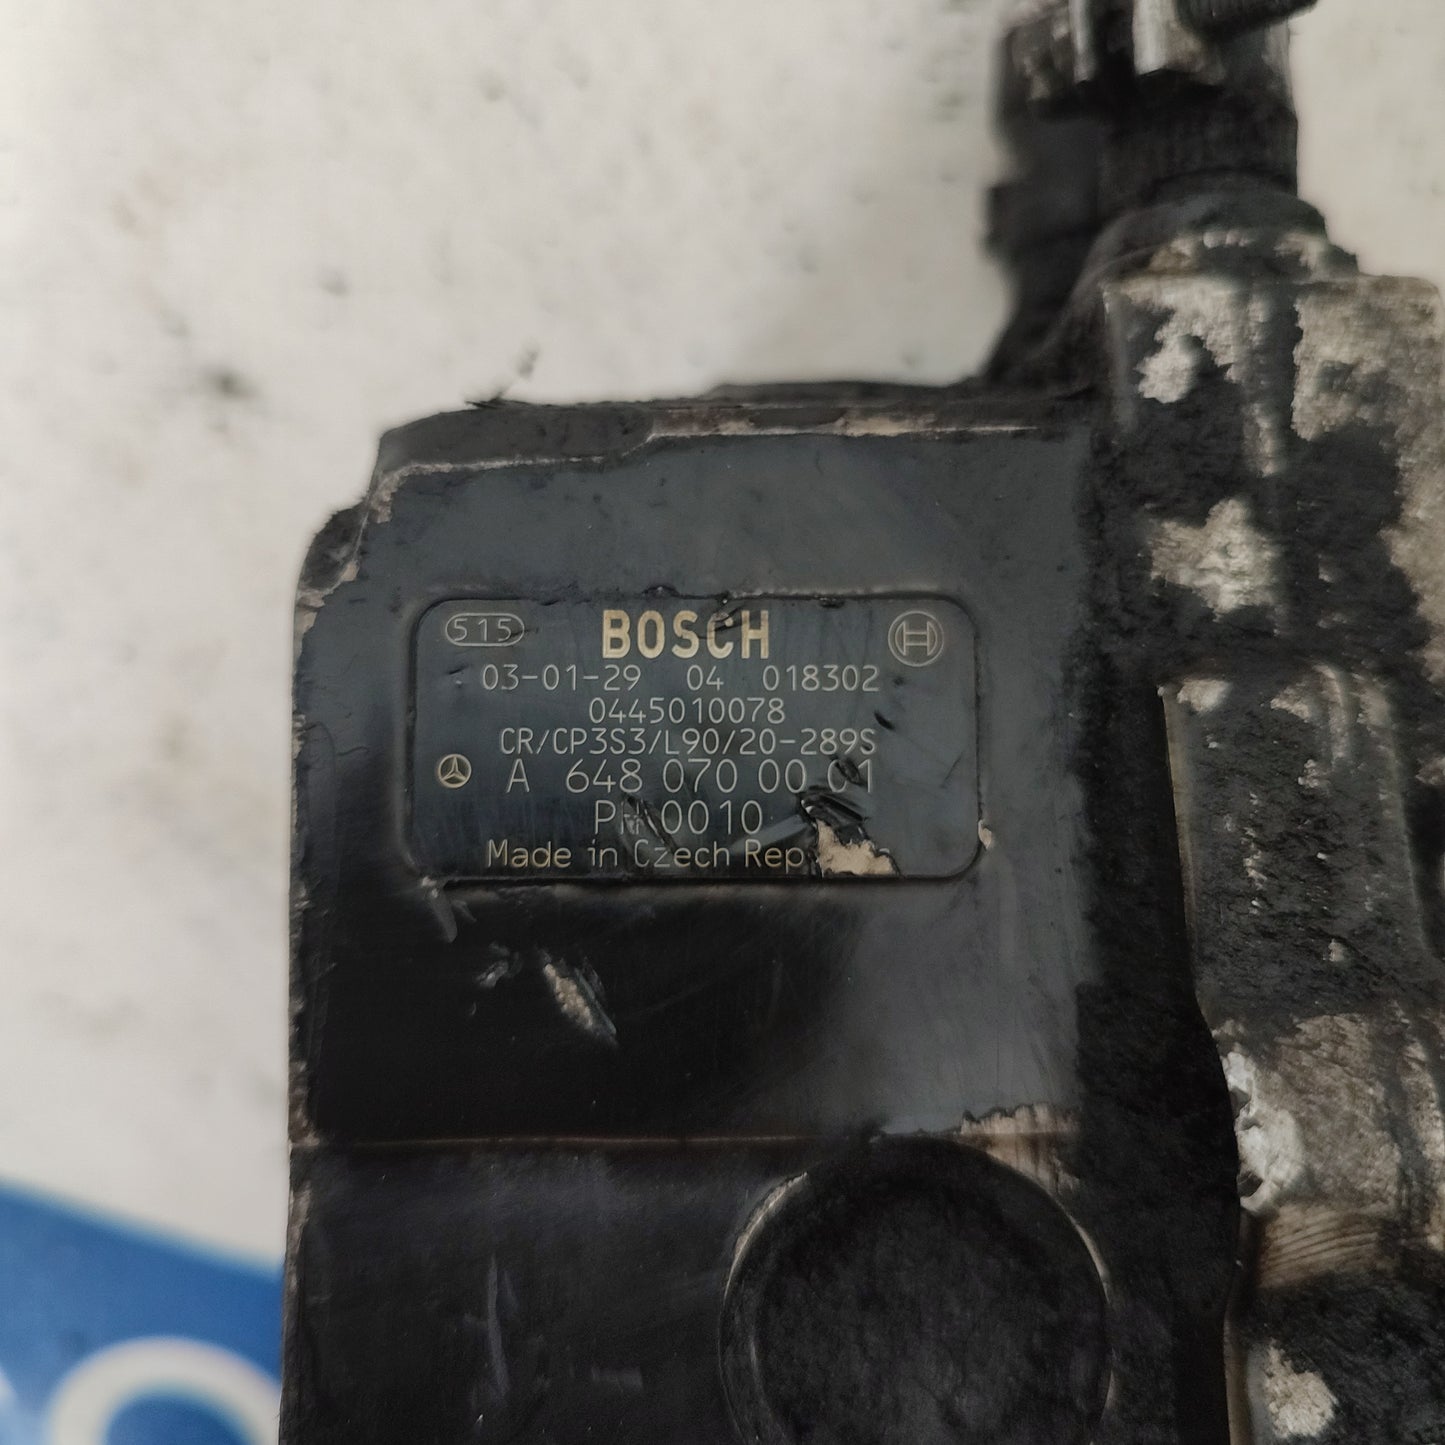 515 BOSCH
03-01-29 04 018302
0445010078
CR/CP3S3/L90/20-289S
A 648 070 00 01
0010
Made in Czech